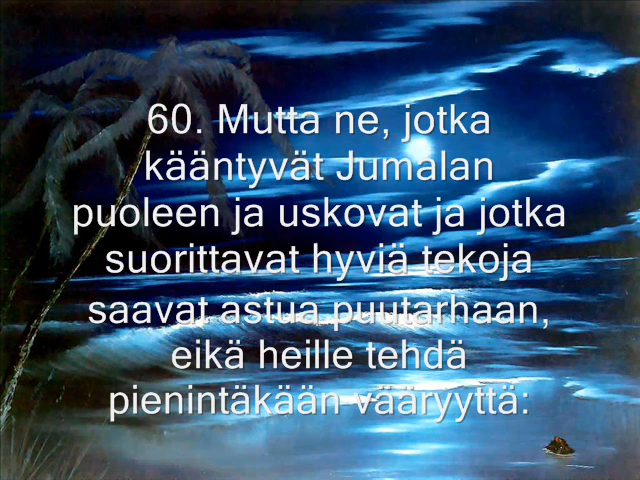 60. Mutta ne, jotka
kääntyvät Jumalan
puoleen ja uskovat ja jotka
suorittavat hyviä tekoja
saavat astua puutarhaan,
eikä heille tehdä
pienintäkään vääryyttä: